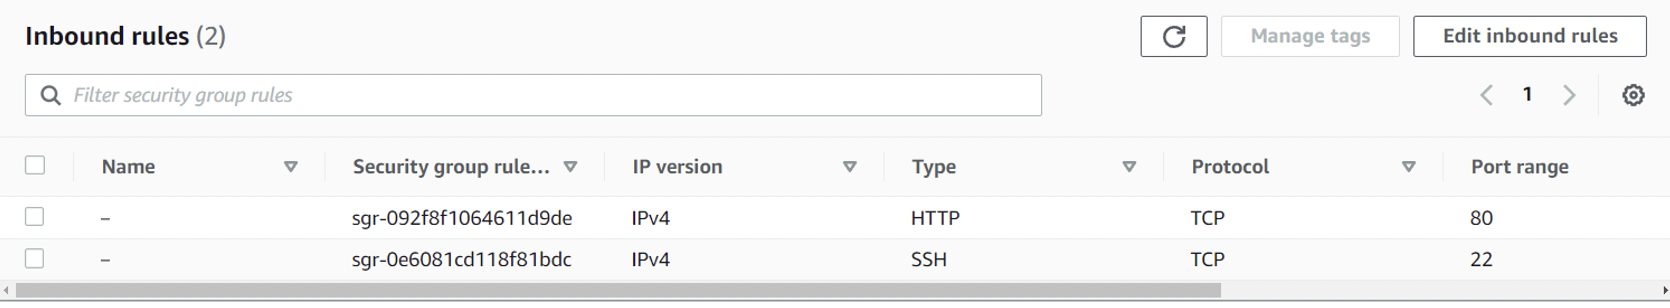 Inbound rules (2)
Manage tags
Edit inbound rules
Filter security group rules
1
Name Security group rule... IP version Type Protocol Port range
– sgr-092f8f1064611d9de IPv4 HTTP TCP 80
– sgr-0e6081cd118f81bdc IPv4 SSH TCP 22